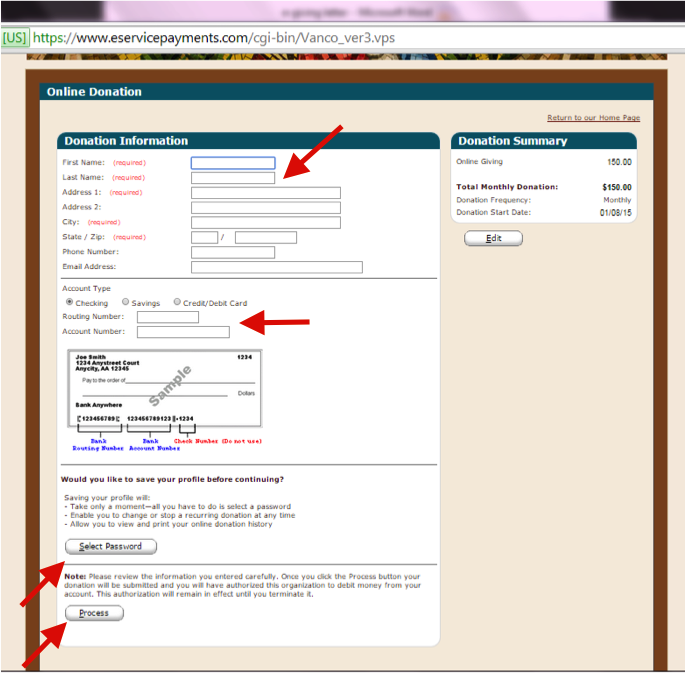 e-giving letter - Microsoft Word
[US] https://www.eservicepayments.com/cgi-bin/Vanco_ver3.vps
Online Donation
Return to our Home Page
Donation Information
First Name: (required)
Last Name: (required)
Address 1: (required)
Address 2:
City: (required)
State / Zip: (required) /
Phone Number:
Email Address:
Account Type
Checking Savings Credit/Debit Card
Routing Number:
Account Number:
Joe Smith 1234
1234 Anystreet Court
Anycity, AA 12345
Pay to the order of
Sample
Dollars
Bank Anywhere
123456789 123456789123 1234
Bank Routing Number
Bank Account Number
Check Number (Do not use)
Would you like to save your profile before continuing?
Saving your profile will:
- Take only a moment—all you have to do is select a password
- Enable you to change or stop a recurring donation at any time
- Allow you to view and print your online donation history
Select Password
Note: Please review the information you entered carefully. Once you click the Process button your
donation will be submitted and you will have authorized this organization to debit money from your
account. This authorization will remain in effect until you terminate it.
Process
Donation Summary
Online Giving 150.00
Total Monthly Donation: $150.00
Donation Frequency: Monthly
Donation Start Date: 01/08/15
Edit